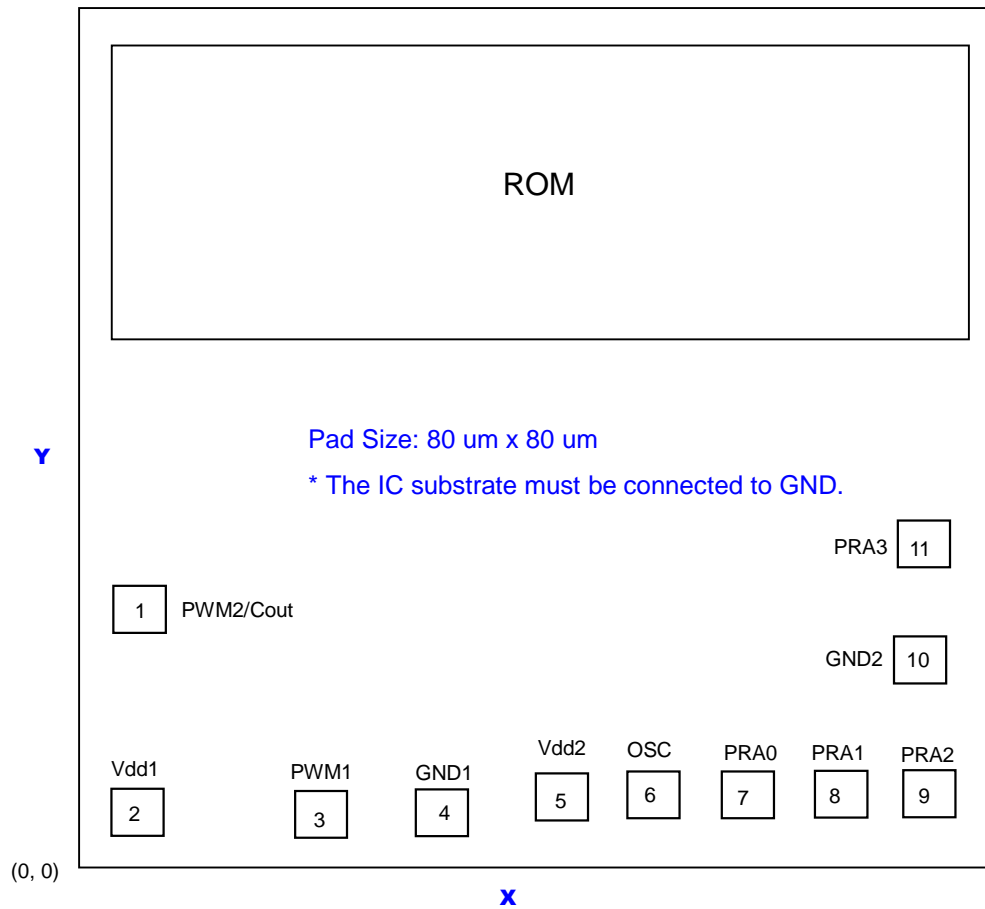 ROM
Pad Size: 80 um x 80 um
Y
* The IC substrate must be connected to GND.
PRA3 11
1 PWM2/Cout
GND2 10
Vdd1 PWM1 GND1 Vdd2 OSC PRA0 PRA1 PRA2
2 3 4 5 6 7 8 9
(0, 0)
X